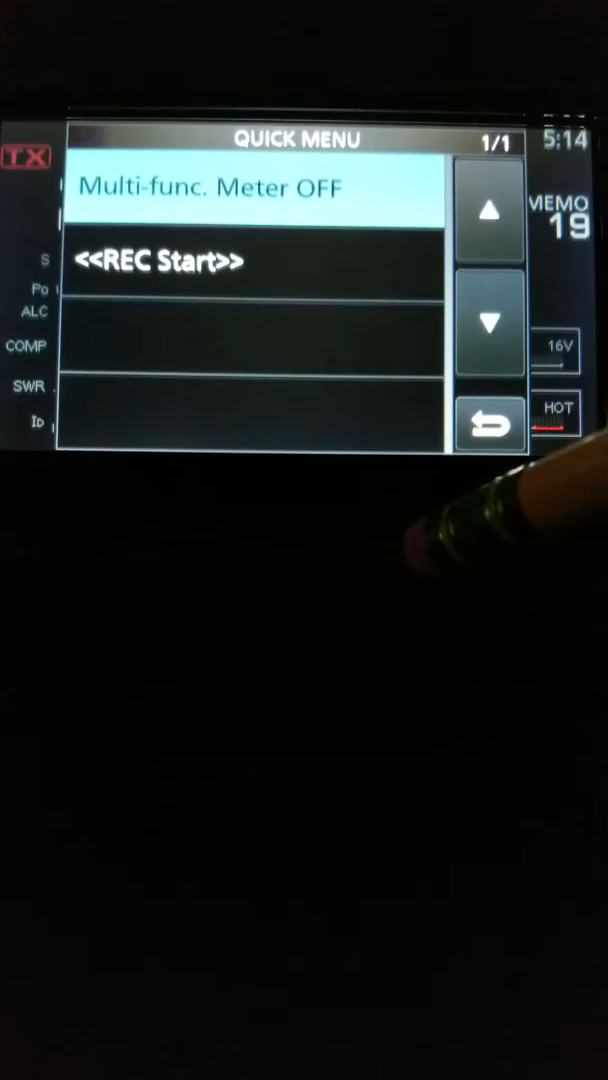 QUICK MENU 1/1
5:14
TX
Multi-func. Meter OFF
MEMO
19
<<REC Start>>
S
Po
ALC
COMP
16V
SWR
HOT
ID